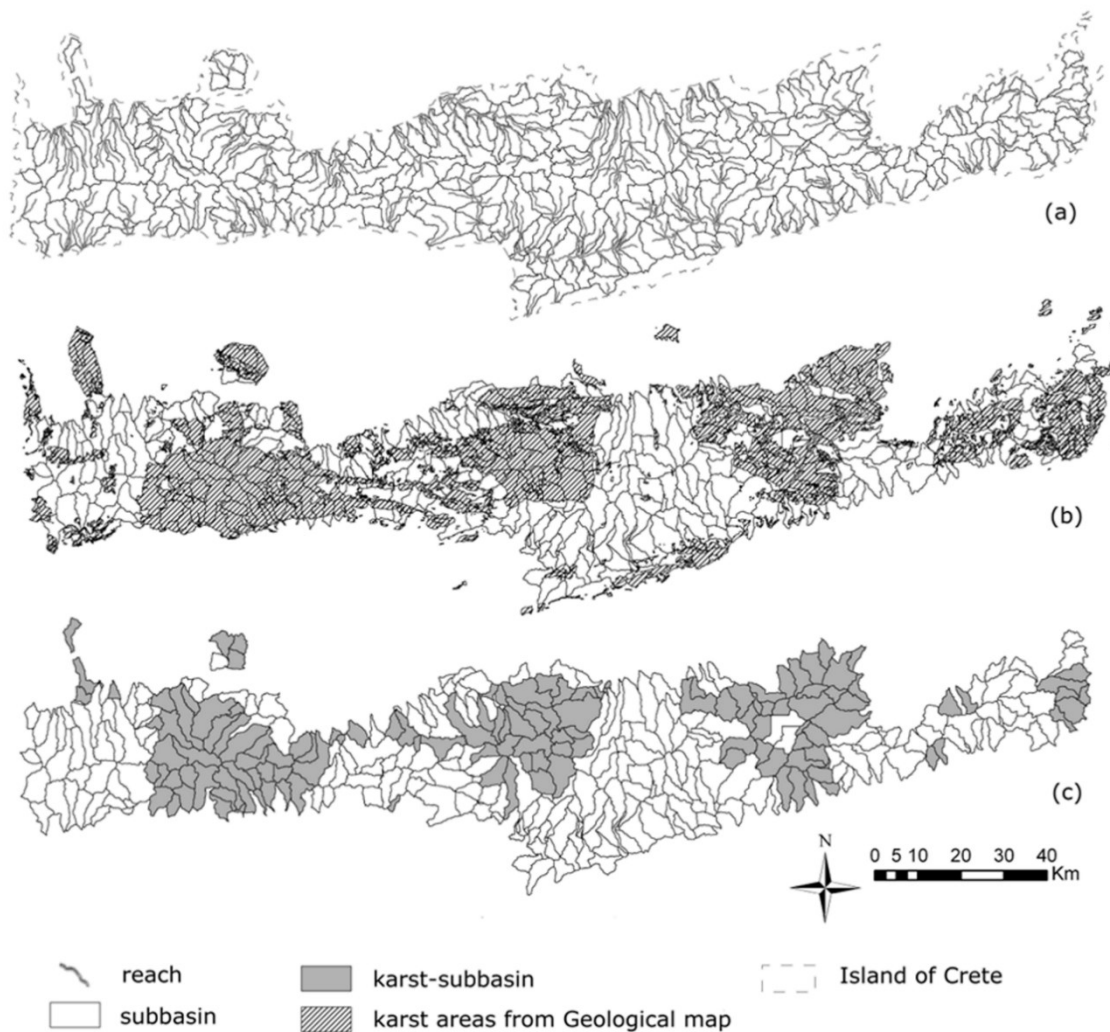 (a)
(b)
(c)
N
0 5 10 20 30 40
Km
reach
karst-subbasin
Island of Crete
subbasin
karst areas from Geological map